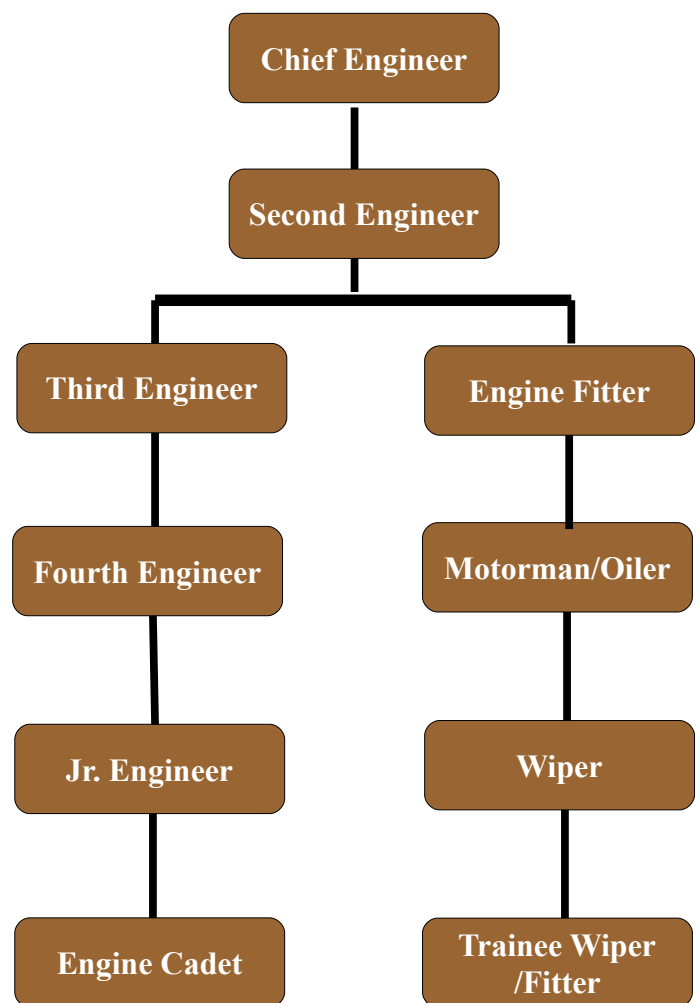 Chief Engineer
Second Engineer
Third Engineer
Engine Fitter
Fourth Engineer
Motorman/Oiler
Jr. Engineer
Wiper
Engine Cadet
Trainee Wiper
/Fitter